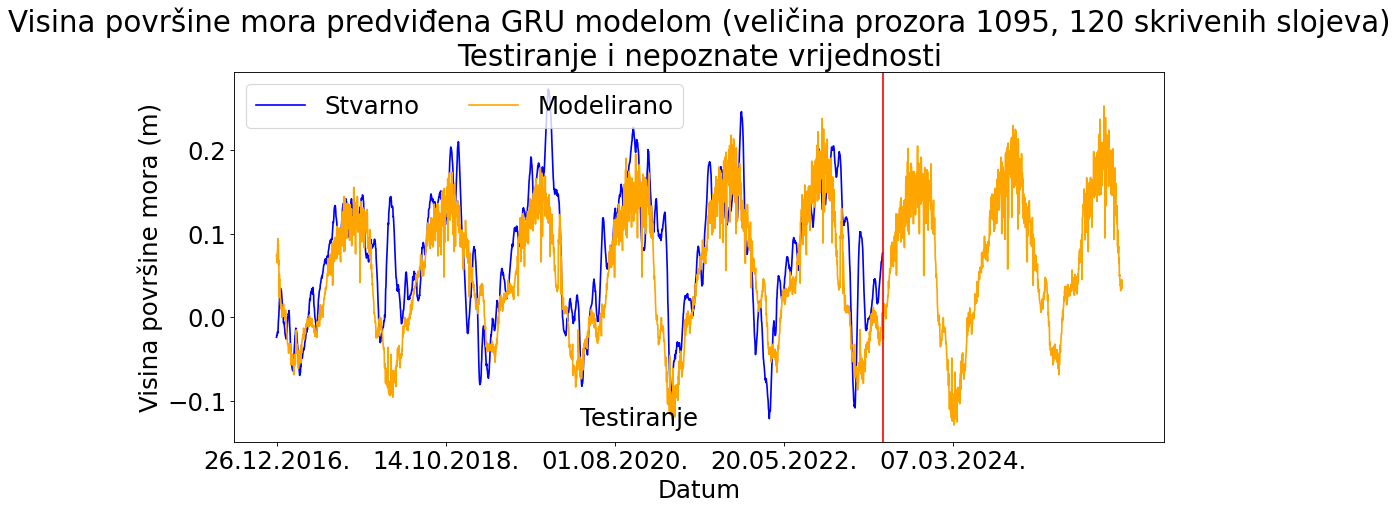 Visina površine mora predviđena GRU modelom (veličina prozora 1095, 120 skrivenih slojeva)
Testiranje i nepoznate vrijednosti
Stvarno
Modelirano
Visina površine mora (m)
0.2
0.1
0.0
−0.1
Testiranje
26.12.2016.
14.10.2018.
01.08.2020.
20.05.2022.
07.03.2024.
Datum